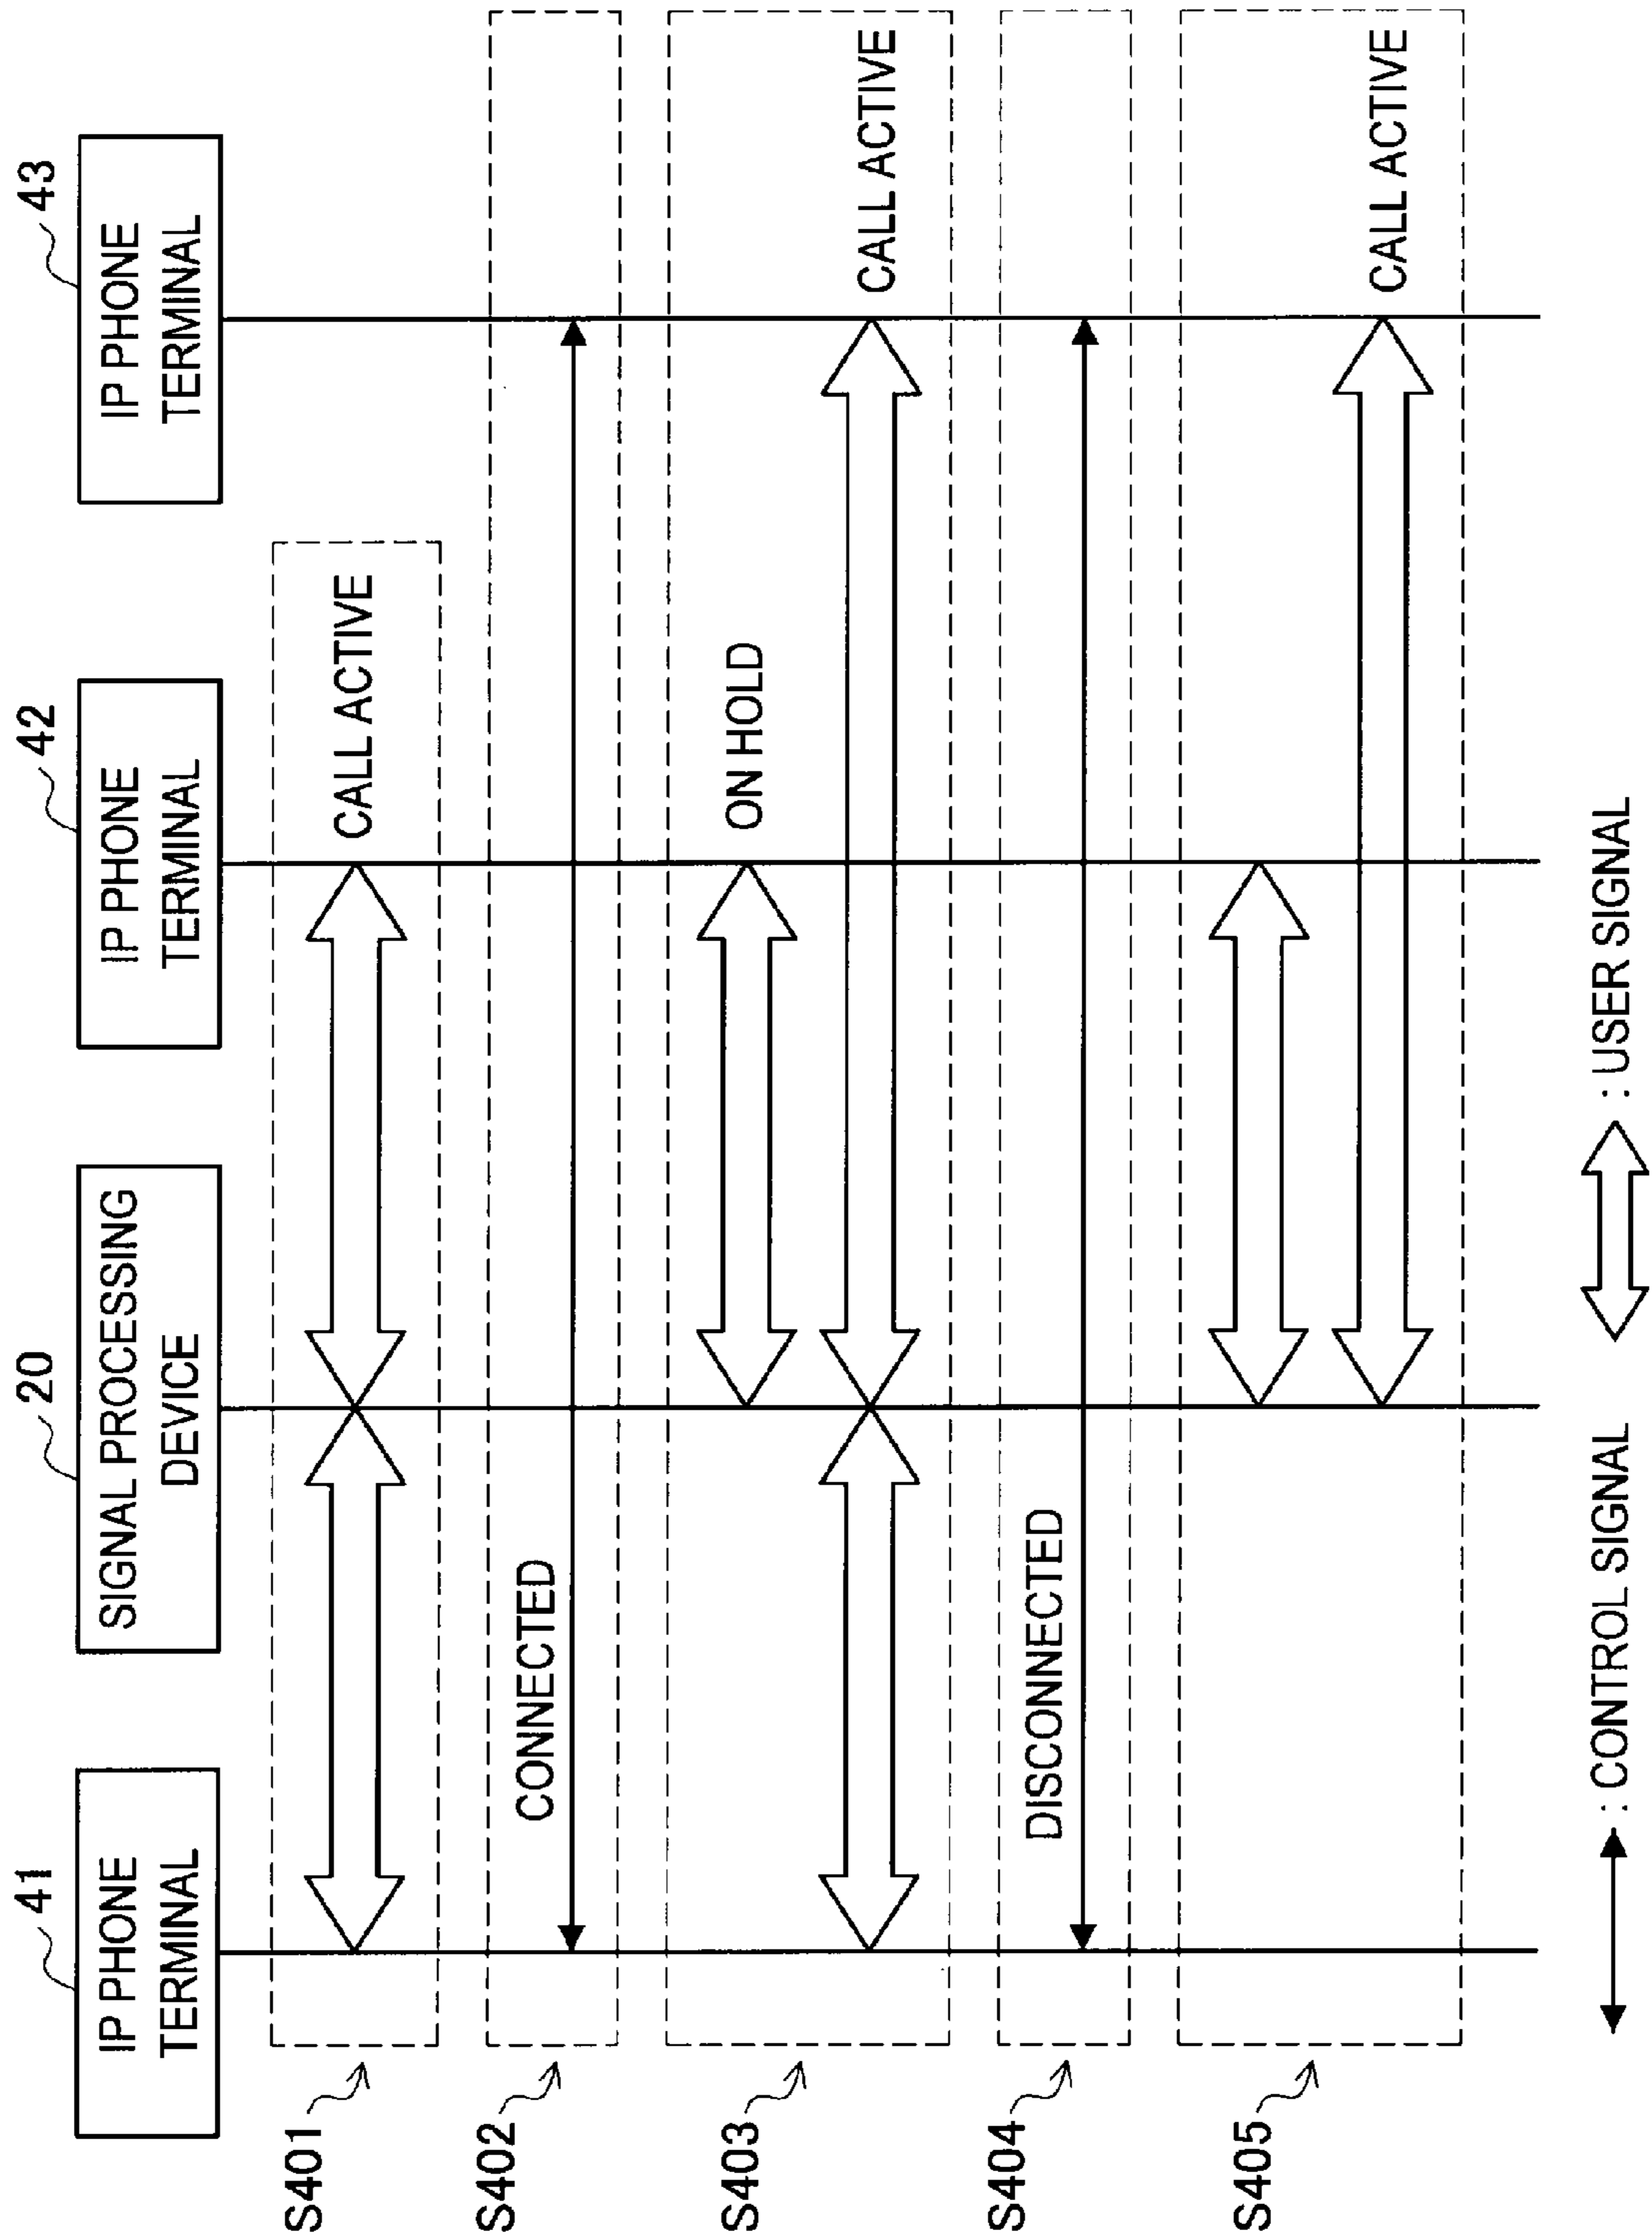 41
IP PHONE
TERMINAL
20
SIGNAL PROCESSING
DEVICE
42
IP PHONE
TERMINAL
43
IP PHONE
TERMINAL
S401
CALL ACTIVE
S402
CONNECTED
S403
ON HOLD
CALL ACTIVE
S404
DISCONNECTED
S405
CALL ACTIVE
: CONTROL SIGNAL
: USER SIGNAL